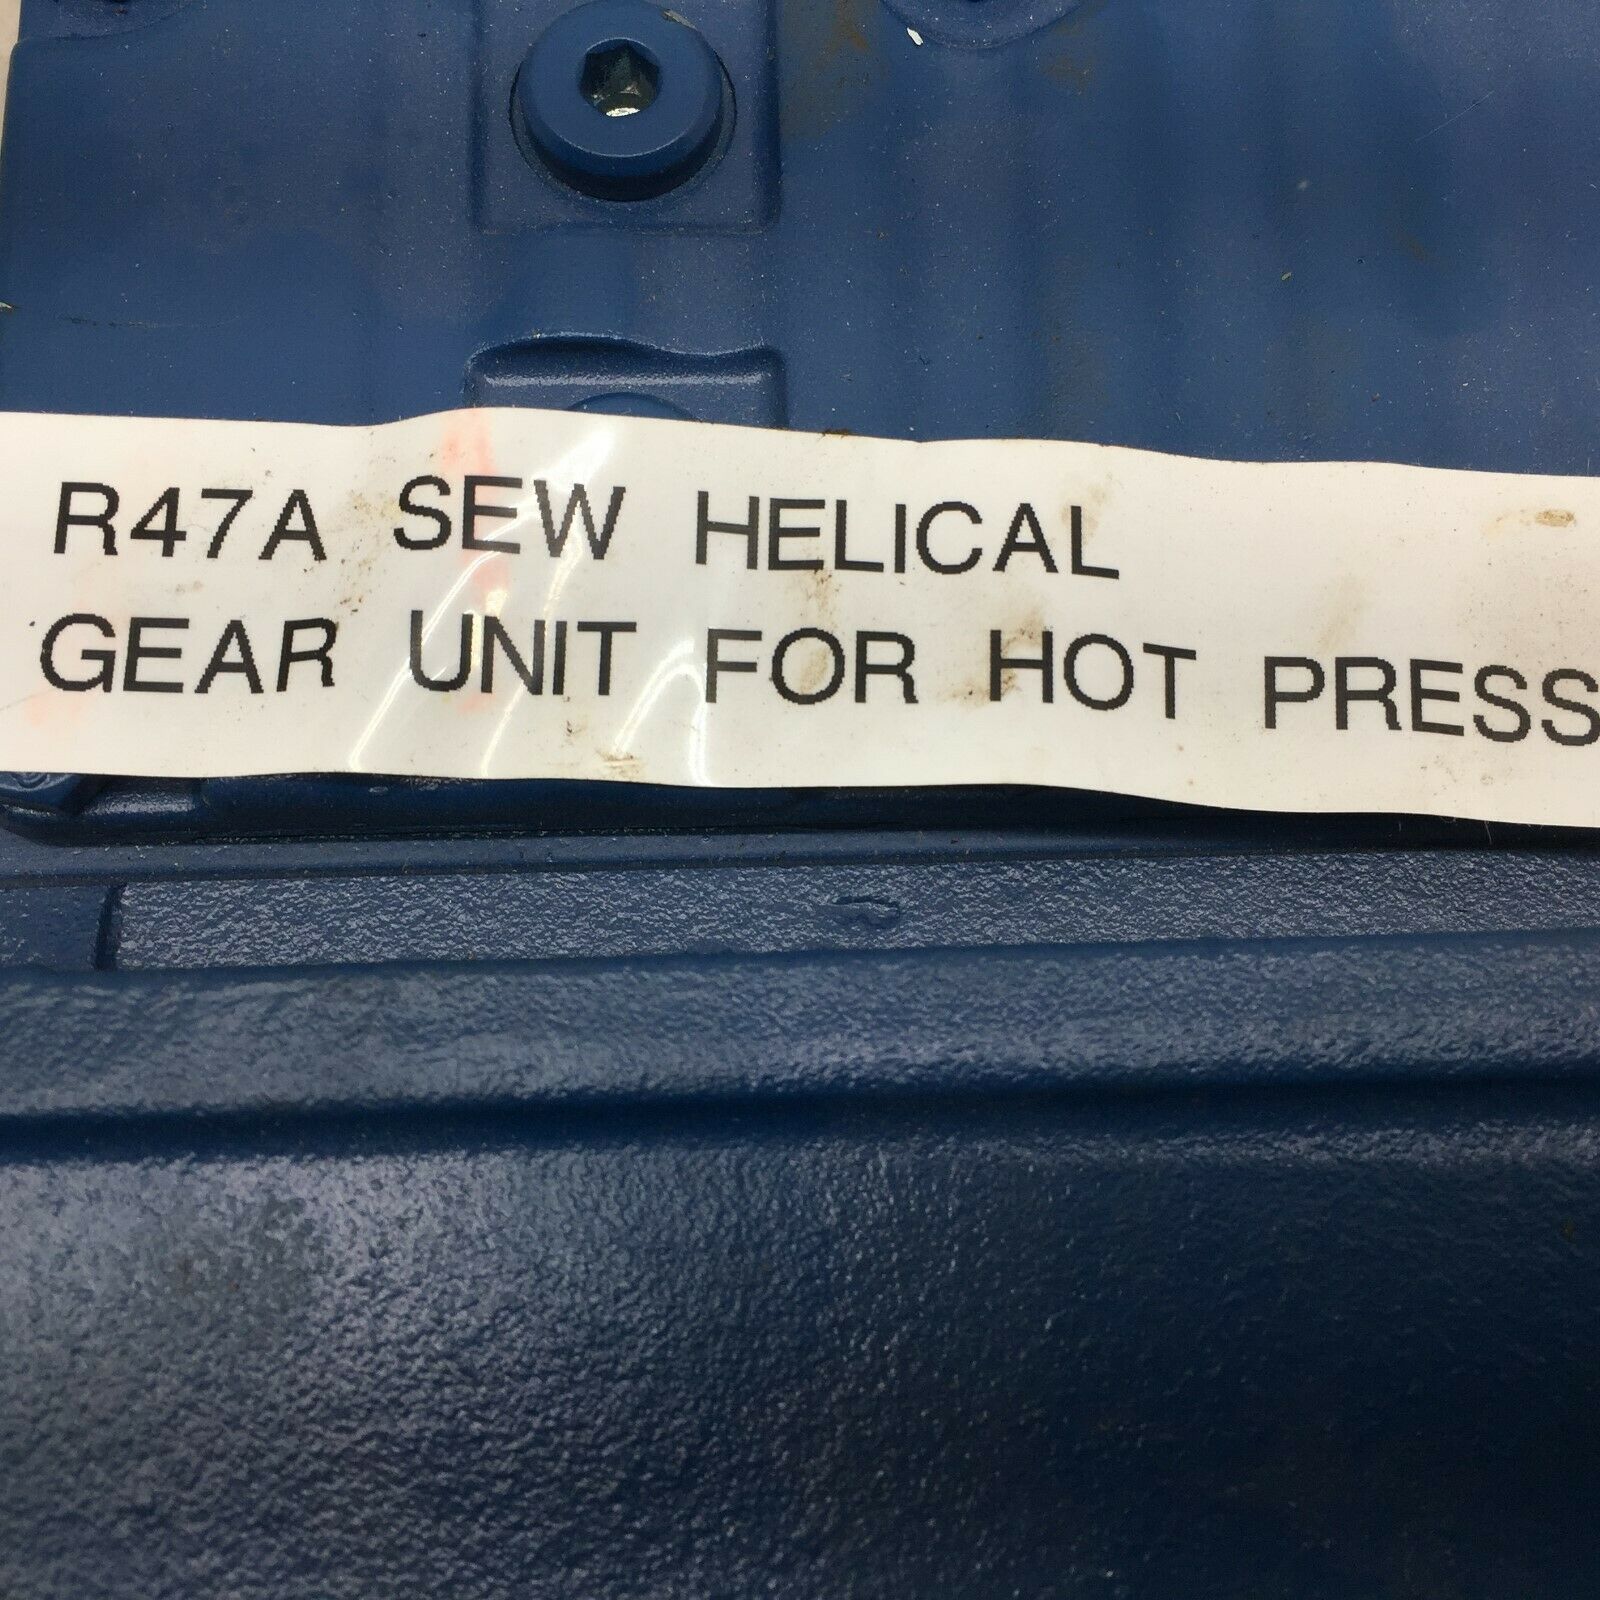 R47A SEW HELICAL
GEAR UNIT FOR HOT PRESS